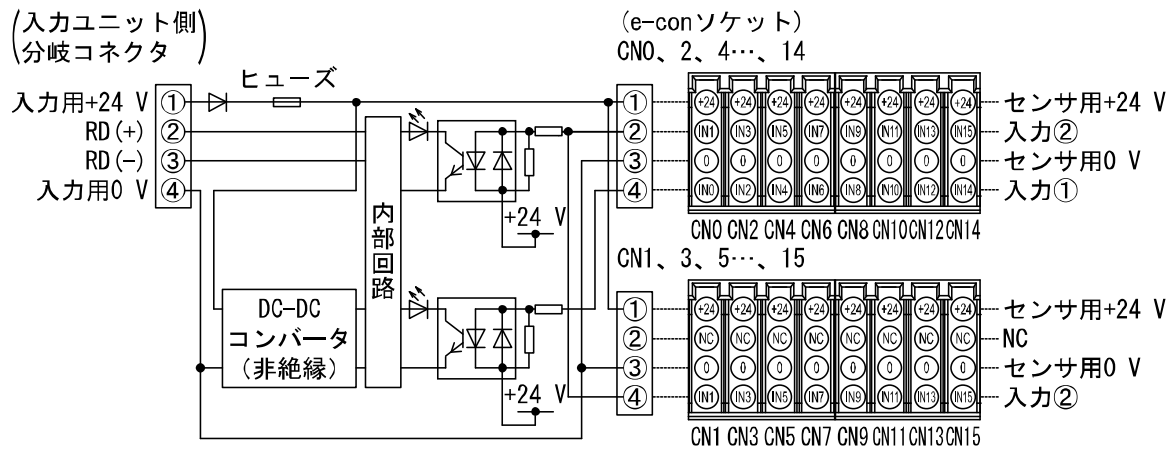 (入力ユニット側
分岐コネクタ)
ヒューズ
入力用+24 V ①
RD(+) ②
RD(-) ③
入力用0 V ④
内部回路
DC-DC
コンバータ
(非絶縁)
+24 V
+24 V
(e-conソケット)
CN0、2、4…、14
① +24 +24 +24 +24 +24 +24 +24 +24 センサ用+24 V
② IN1 IN3 IN5 IN7 IN9 IN11 IN13 IN15 入力②
③ 0 0 0 0 0 0 0 0 センサ用0 V
④ IN0 IN2 IN4 IN6 IN8 IN10 IN12 IN14 入力①
CN0 CN2 CN4 CN6 CN8 CN10 CN12 CN14
CN1、3、5…、15
① +24 +24 +24 +24 +24 +24 +24 +24 センサ用+24 V
② NC NC NC NC NC NC NC NC NC
③ 0 0 0 0 0 0 0 0 センサ用0 V
④ IN1 IN3 IN5 IN7 IN9 IN11 IN13 IN15 入力②
CN1 CN3 CN5 CN7 CN9 CN11 CN13 CN15